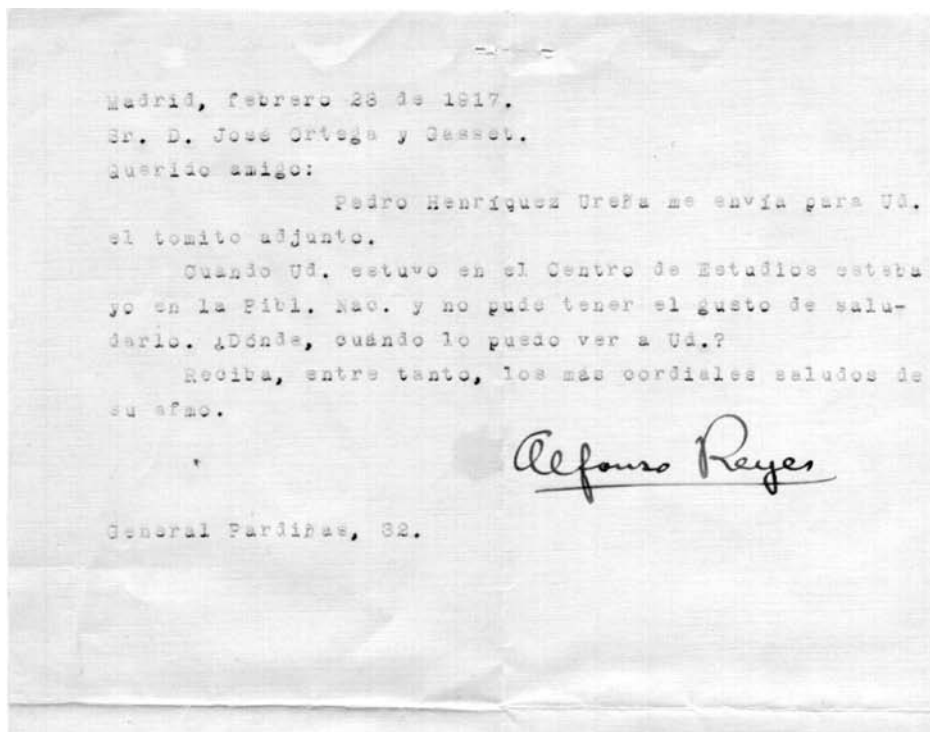 Madrid, febrero 28 de 1917.
Sr. D. José Ortega y Gasset.
Querido amigo:
Pedro Henríquez Ureña me envía para Ud.
el tomito adjunto.
Cuando Ud. estuvo en el Centro de Estudios estaba
yo en la Bibl. Nac. y no pude tener el gusto de salu-
darlo. ¿Dónde, cuándo lo puedo ver a Ud.?
Reciba, entre tanto, los más cordiales saludos de
su afmo.
Alfonso Reyes
General Pardiñas, 32.